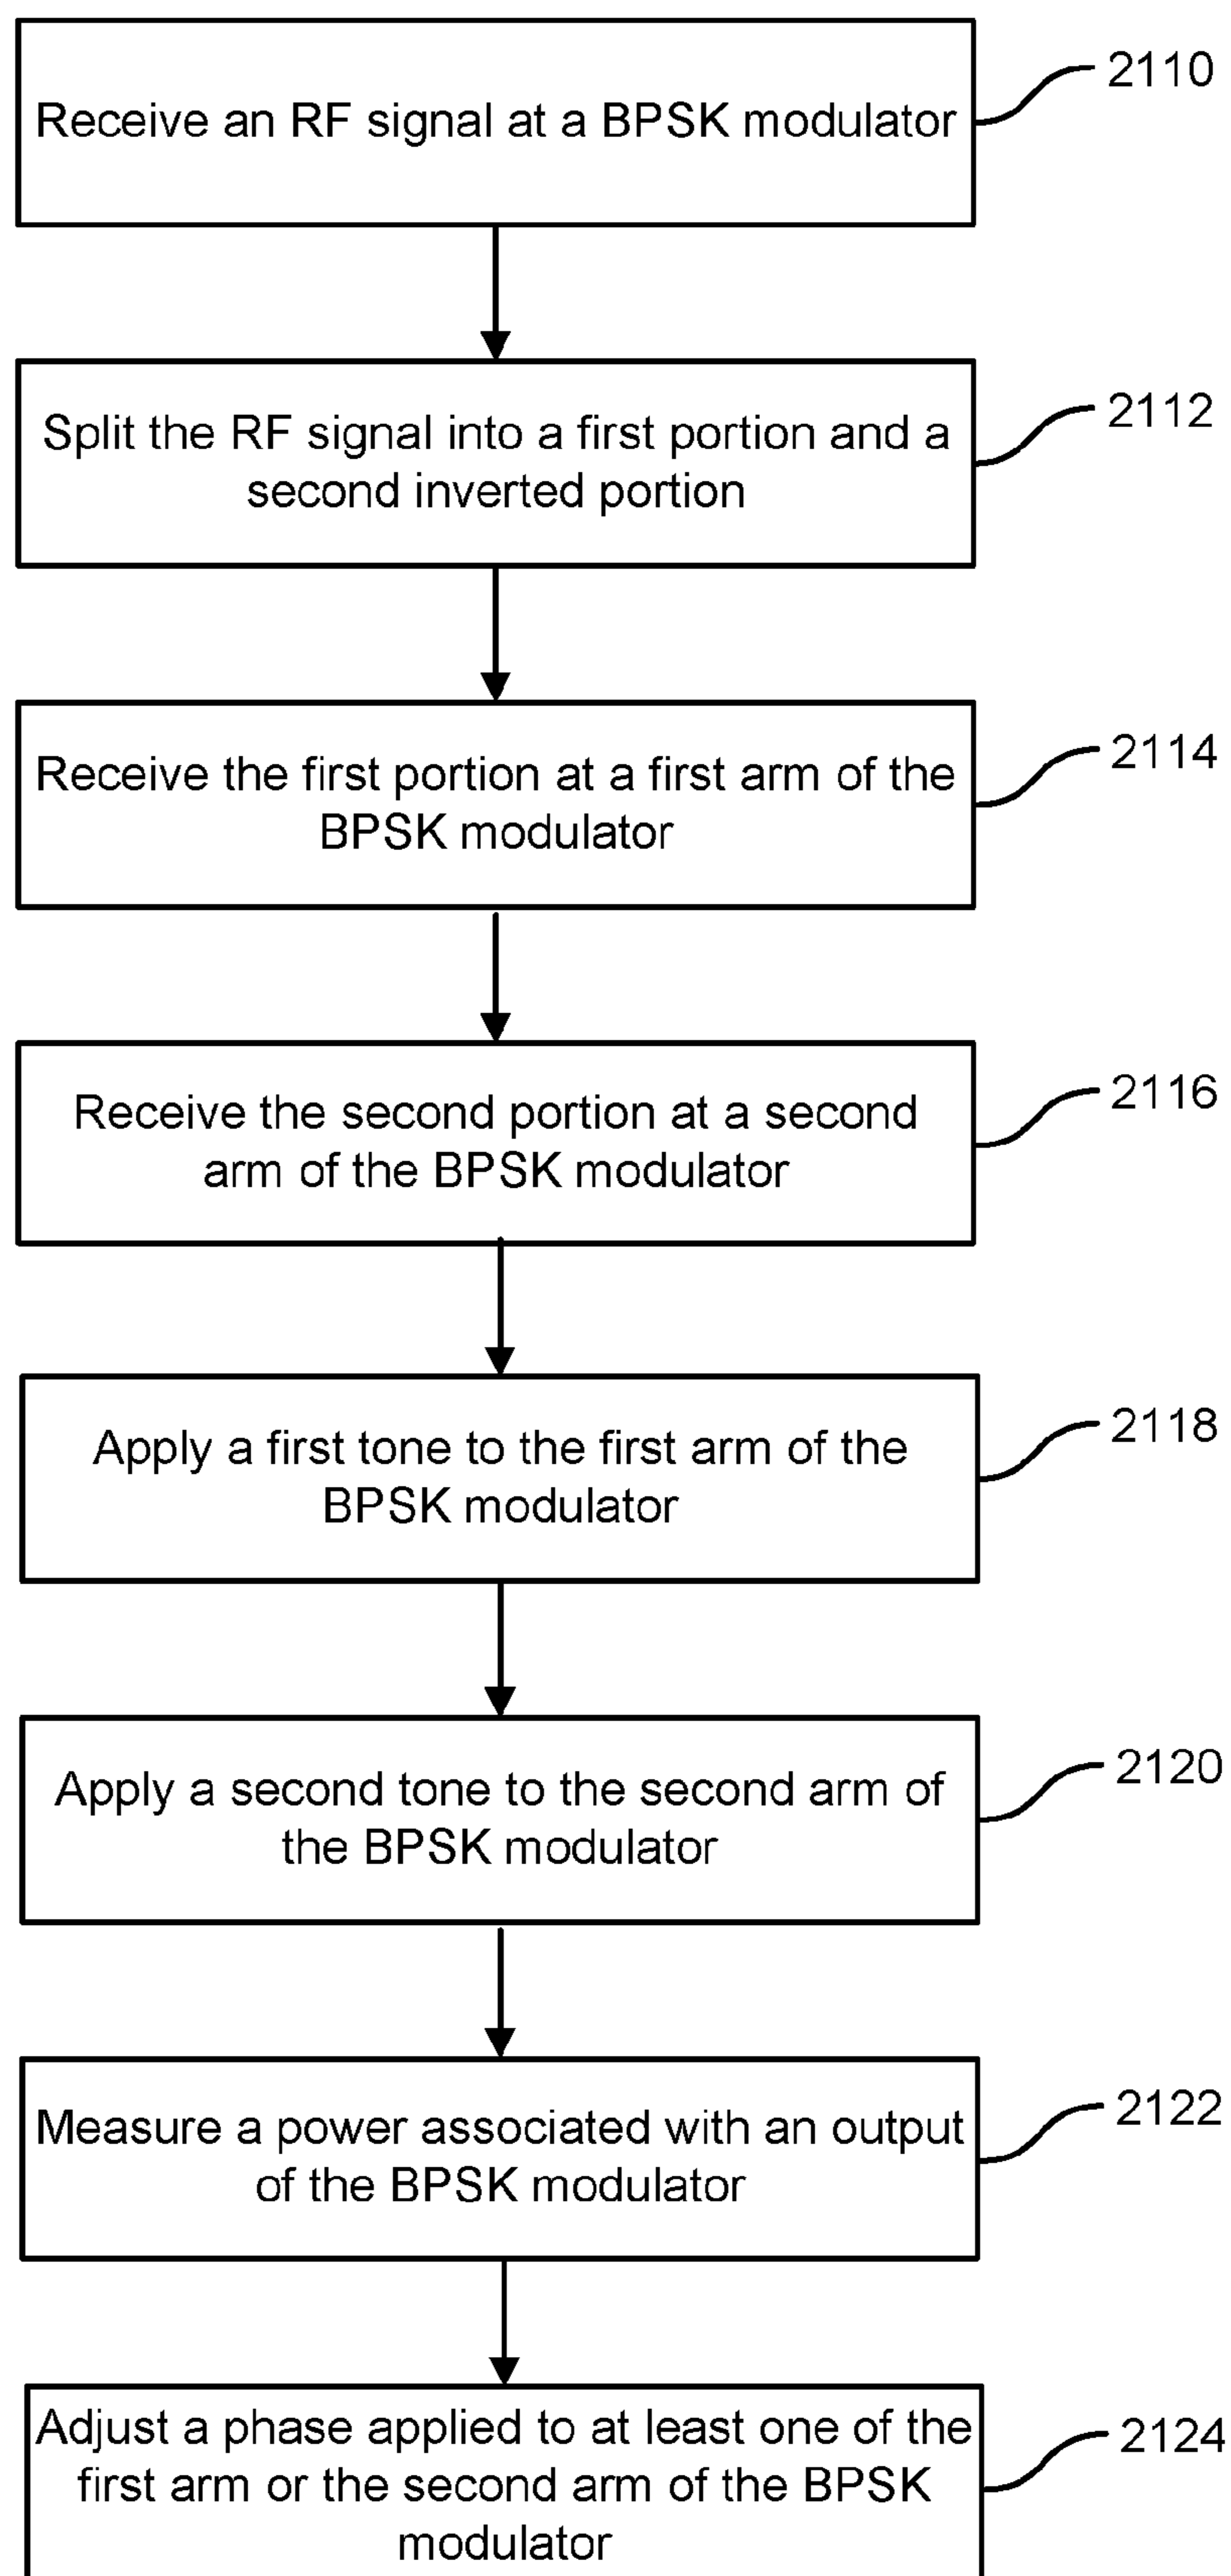 Receive an RF signal at a BPSK modulator
2110
Split the RF signal into a first portion and a
second inverted portion
2112
Receive the first portion at a first arm of the
BPSK modulator
2114
Receive the second portion at a second
arm of the BPSK modulator
2116
Apply a first tone to the first arm of the
BPSK modulator
2118
Apply a second tone to the second arm of
the BPSK modulator
2120
Measure a power associated with an output
of the BPSK modulator
2122
Adjust a phase applied to at least one of the
first arm or the second arm of the BPSK
modulator
2124